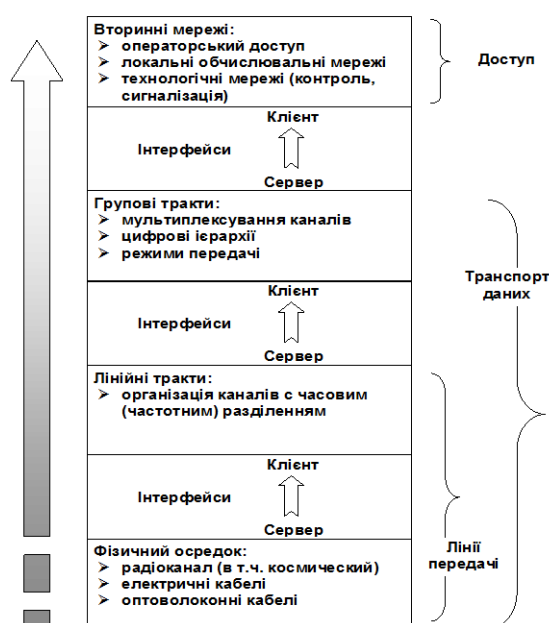 Вторинні мережі:
➢ операторський доступ
➢ локальні обчислювальні мережі
➢ технологічні мережі (контроль,
сигналізація)
Доступ
Клієнт
Інтерфейси
Сервер
Групові тракти:
➢ мультиплексування каналів
➢ цифрові ієрархії
➢ режими передачі
Транспорт
даних
Клієнт
Інтерфейси
Сервер
Лінійні тракти:
➢ організація каналів с часовим
(частотним) разділенням
Клієнт
Інтерфейси
Сервер
Лінії
передачі
Фізичний осредок:
➢ радіоканал (в т.ч. космический)
➢ електричні кабелі
➢ оптоволоконні кабелі